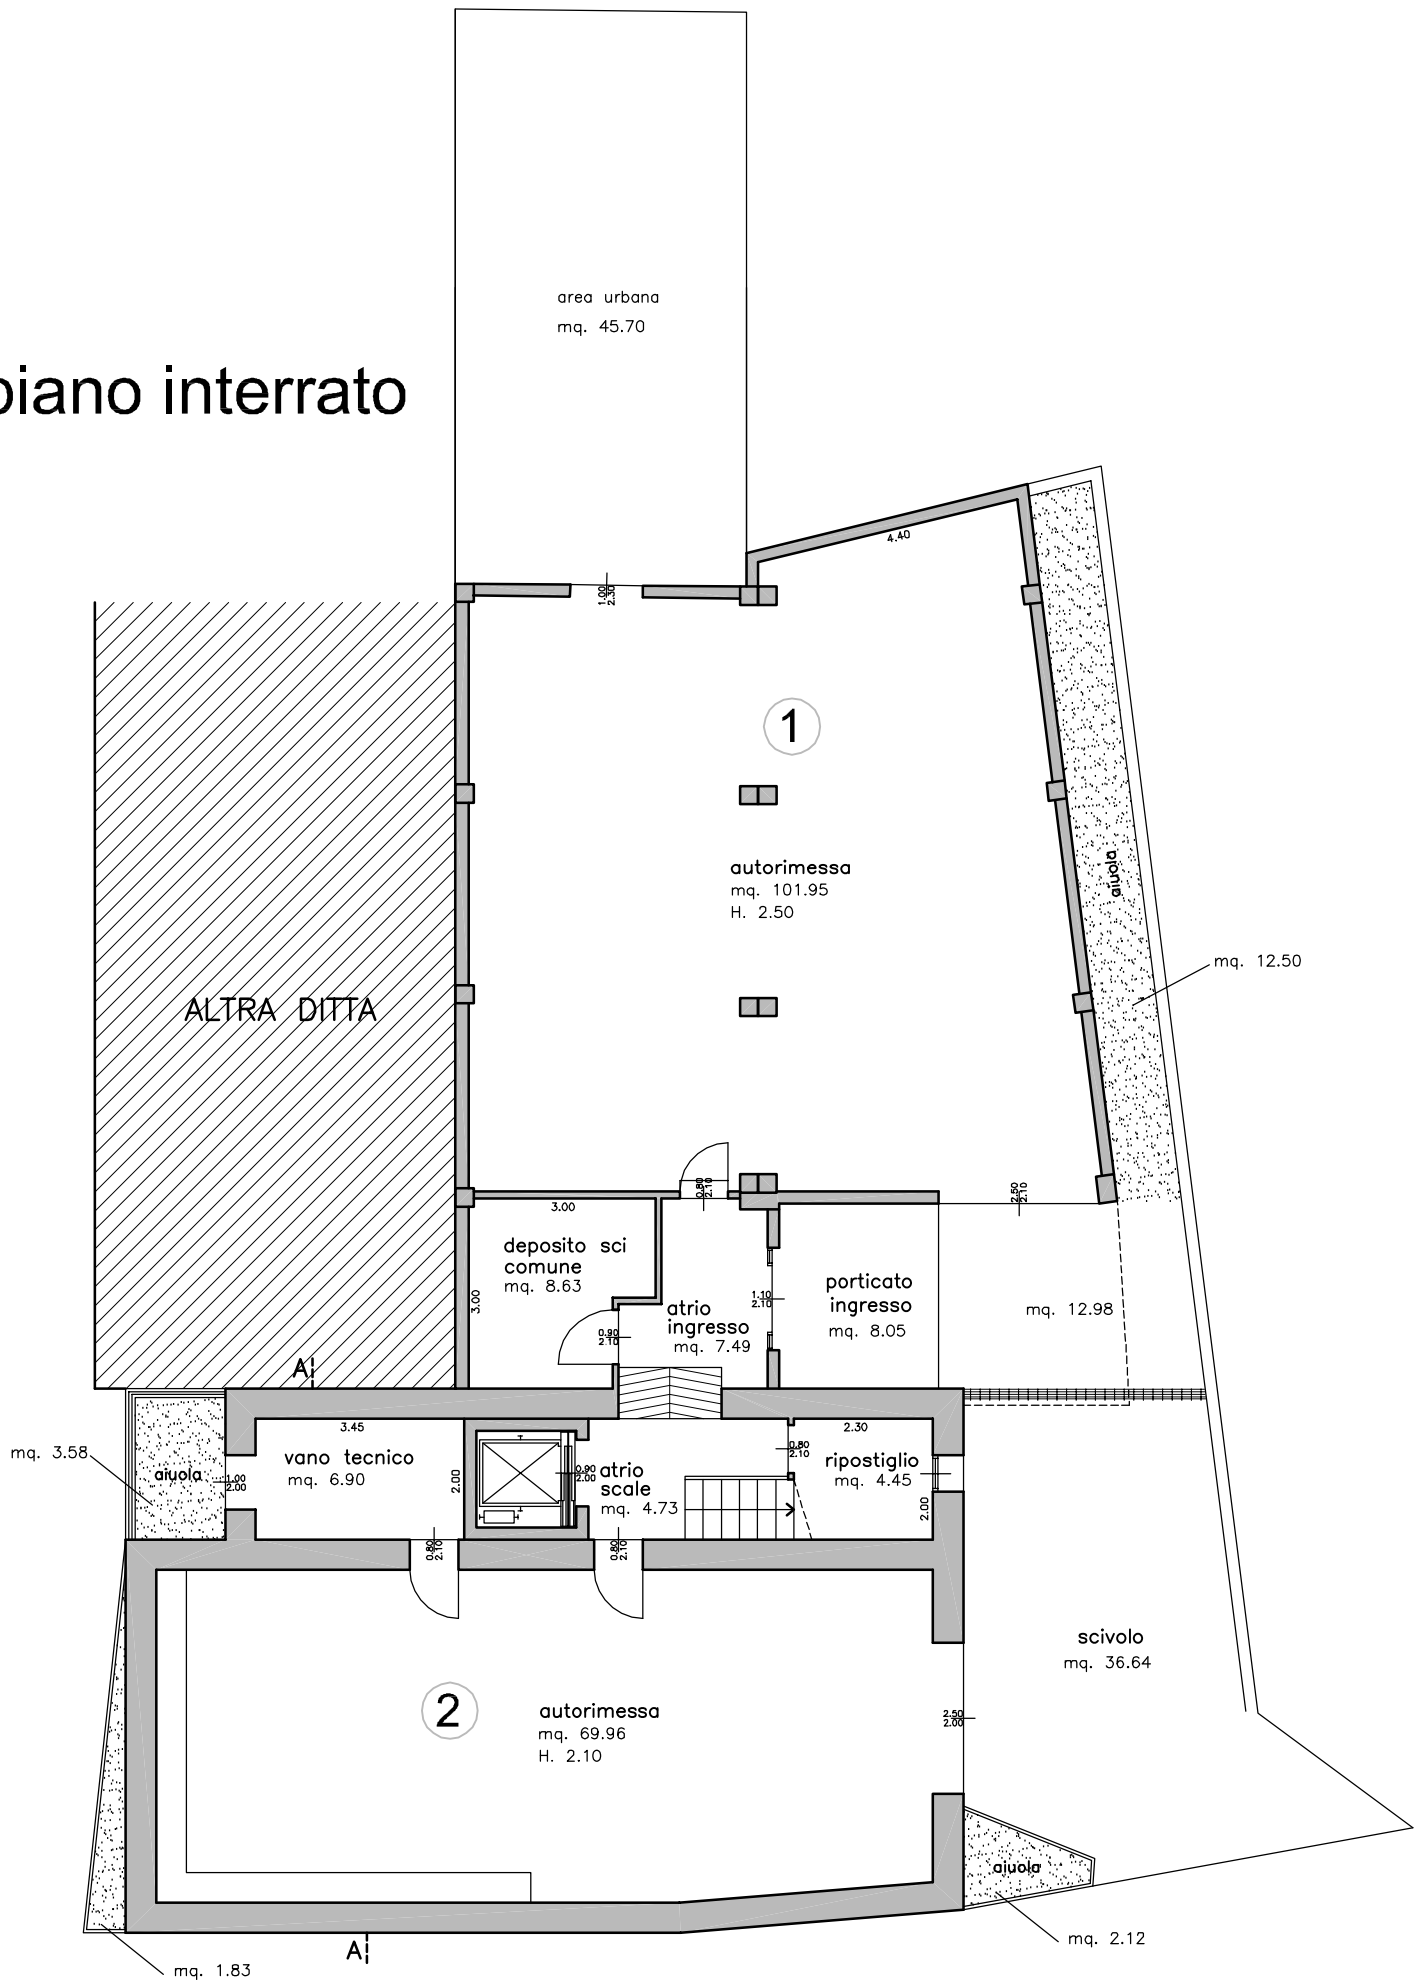 area urbana
mq. 45.70
piano interrato
4.40
1.00
2.30
1
autorimessa
mq. 101.95
H. 2.50
aiuola
mq. 12.50
ALTRA DITTA
0.80
2.10
2.50
2.10
3.00
deposito sci
comune
mq. 8.63
3.00
0.90
2.10
atrio
ingresso
mq. 7.49
1.10
2.10
porticato
ingresso
mq. 8.05
mq. 12.98
A
3.45
2.30
mq. 3.58
aiuola
1.00
2.00
vano tecnico
mq. 6.90
2.00
0.90
2.00
atrio
scale
mq. 4.73
0.80
2.10
ripostiglio
mq. 4.45
2.00
0.80
2.10
0.80
2.10
scivolo
mq. 36.64
2
autorimessa
mq. 69.96
H. 2.10
2.50
2.00
aiuola
mq. 2.12
A
mq. 1.83